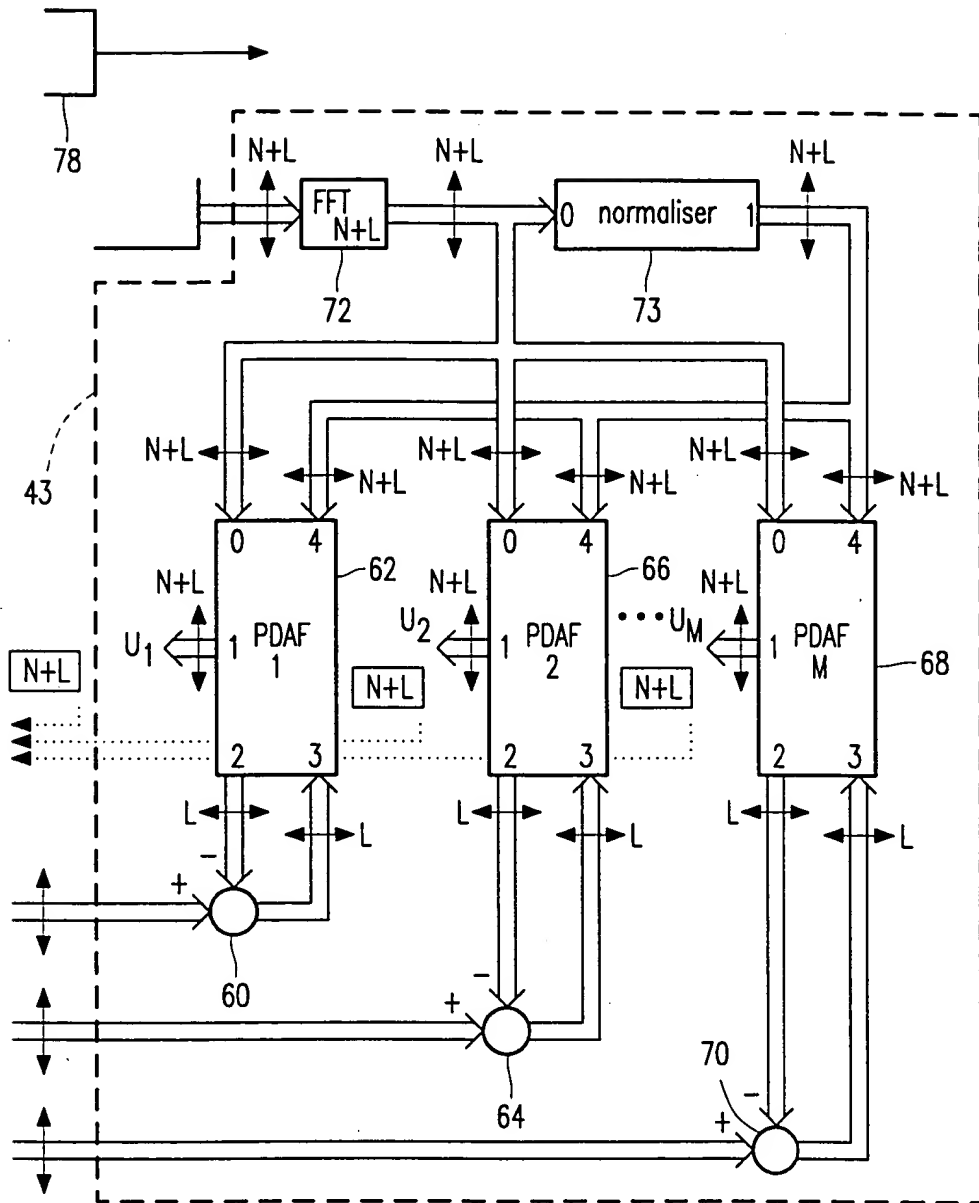 78
N+L N+L N+L
FFT
N+L
0 normaliser 1
72 73
43
N+L N+L N+L N+L N+L N+L
0 4 0 4 0 4
62 66 68
N+L N+L N+L
U1 1 PDAF 1
U2 1 PDAF 2
••• UM 1 PDAF M
N+L N+L N+L
2 3 2 3 2 3
L L L L L L
− + 60
− + 64
− + 70